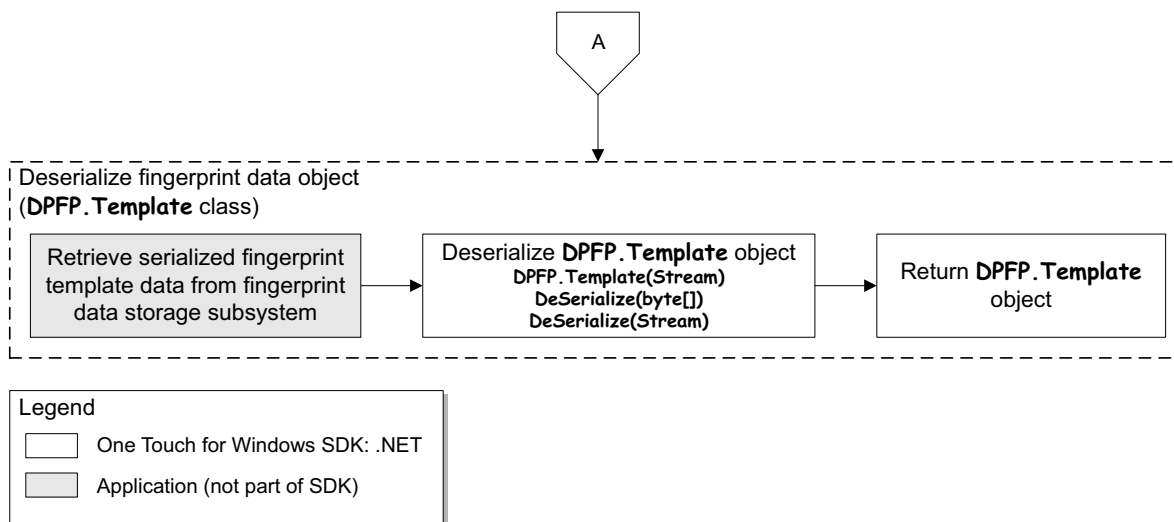 A
Deserialize fingerprint data object
(DPFP.Template class)
Retrieve serialized fingerprint
template data from fingerprint
data storage subsystem
Deserialize DPFP.Template object
DPFP.Template(Stream)
DeSerialize(byte[])
DeSerialize(Stream)
Return DPFP.Template
object
Legend
One Touch for Windows SDK: .NET
Application (not part of SDK)